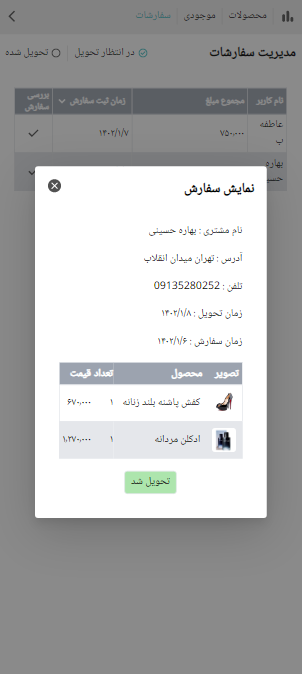 محصولات موجودی سفارشات
مدیریت سفارشات
در انتظار تحویل تحویل شده
نام کاربر مجموع مبلغ زمان ثبت سفارش بررسی سفارش
عاطفه پ ۷۵۰,۰۰۰ ۱۴۰۲/۱/۷
بهاره
نمایش سفارش
نام مشتری : بهاره حسینی
آدرس : تهران میدان انقلاب
تلفن : 09135280252
زمان تحویل : ۱۴۰۲/۱/۸
زمان سفارش : ۱۴۰۲/۱/۶
تصویر محصول تعداد قیمت
کفش پاشنه بلند زنانه ۱ ۶۷۰,۰۰۰
ادکلن مردانه ۱ ۱,۲۷۰,۰۰۰
تحویل شد